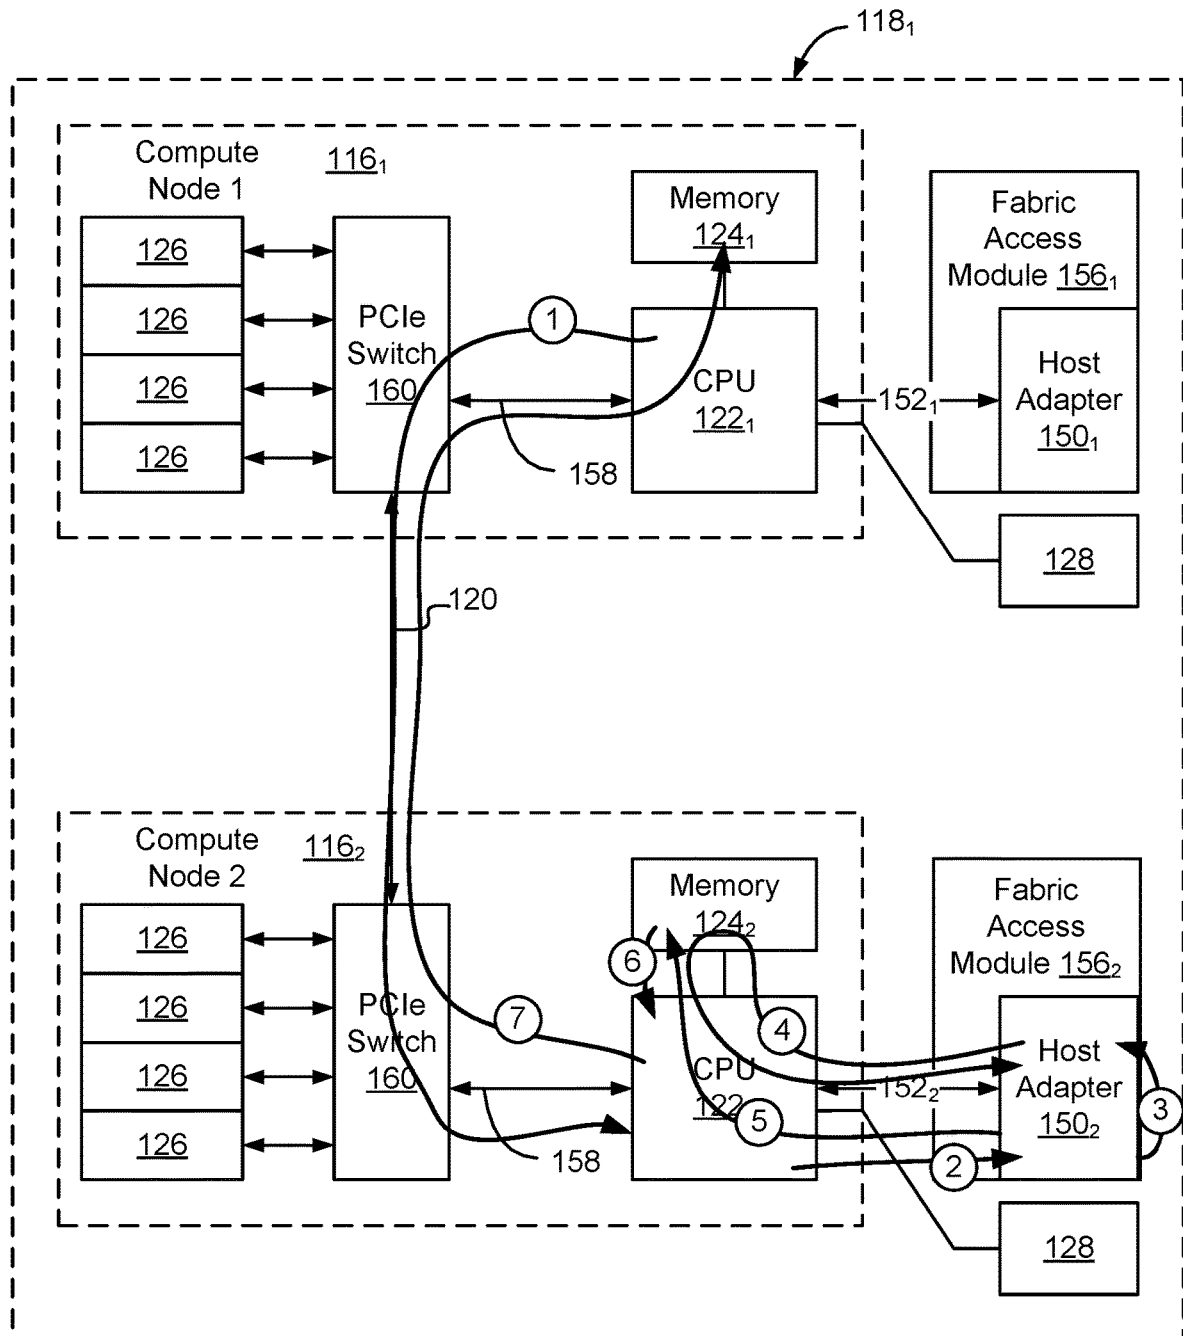 118₁
Compute
Node 1
116₁
126
126
126
126
PCIe
Switch
160
1
158
Memory
124₁
CPU
122₁
152₁
Fabric
Access
Module 156₁
Host
Adapter
150₁
128
120
Compute
Node 2
116₂
126
126
126
126
PCIe
Switch
160
7
158
Memory
124₂
6
CPU
122
4
5
2
152₂
Fabric
Access
Module 156₂
Host
Adapter
150₂
3
128